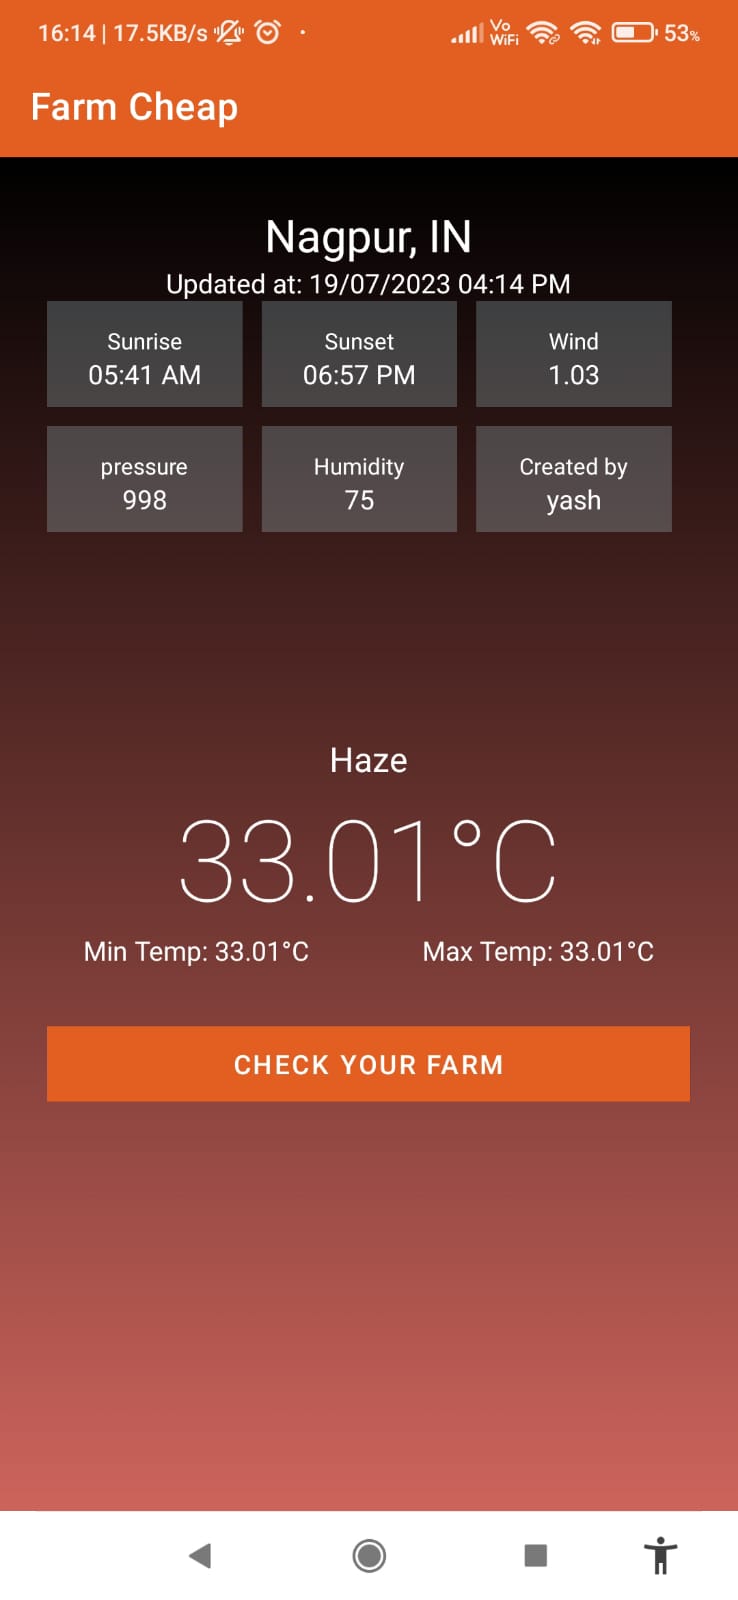 16:14 | 17.5KB/s Vo WiFi 53%
Farm Cheap
Nagpur, IN
Updated at: 19/07/2023 04:14 PM
Sunrise Sunset Wind
05:41 AM 06:57 PM 1.03
pressure Humidity Created by
998 75 yash
Haze
33.01°C
Min Temp: 33.01°C Max Temp: 33.01°C
CHECK YOUR FARM